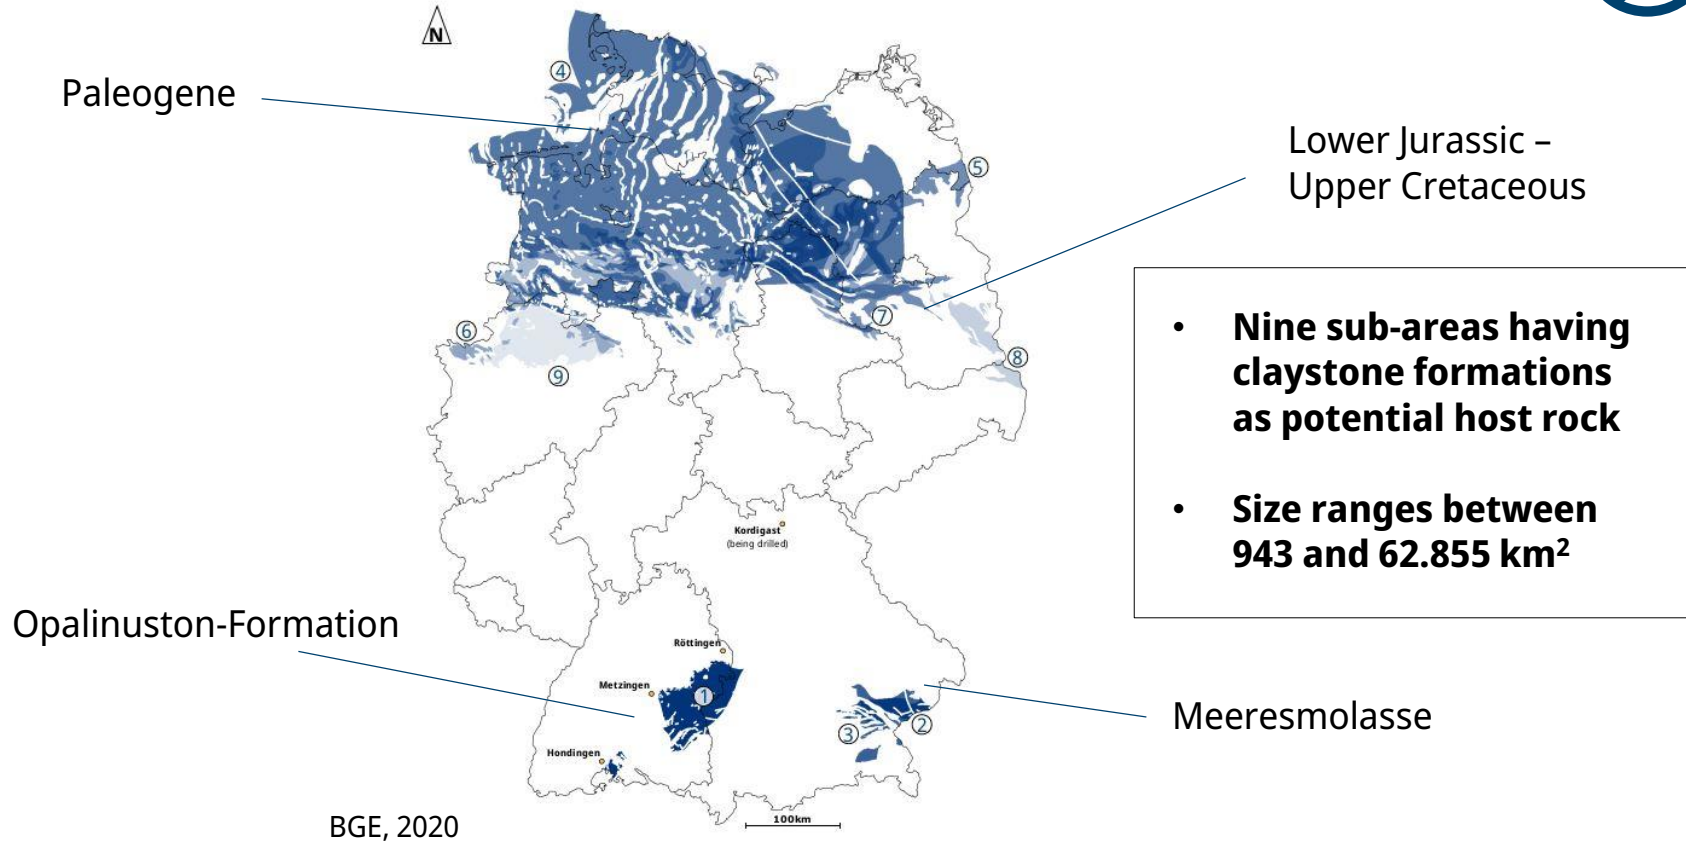 N
④
Paleogene
Lower Jurassic –
Upper Cretaceous
⑤
• Nine sub-areas having
claystone formations
as potential host rock
• Size ranges between
943 and 62.855 km²
⑥
⑦
⑧
⑨
Kordigast
(being drilled)
Opalinuston-Formation
Röttingen
Metzingen
①
②
③
Meeresmolasse
Hondingen
100km
BGE, 2020